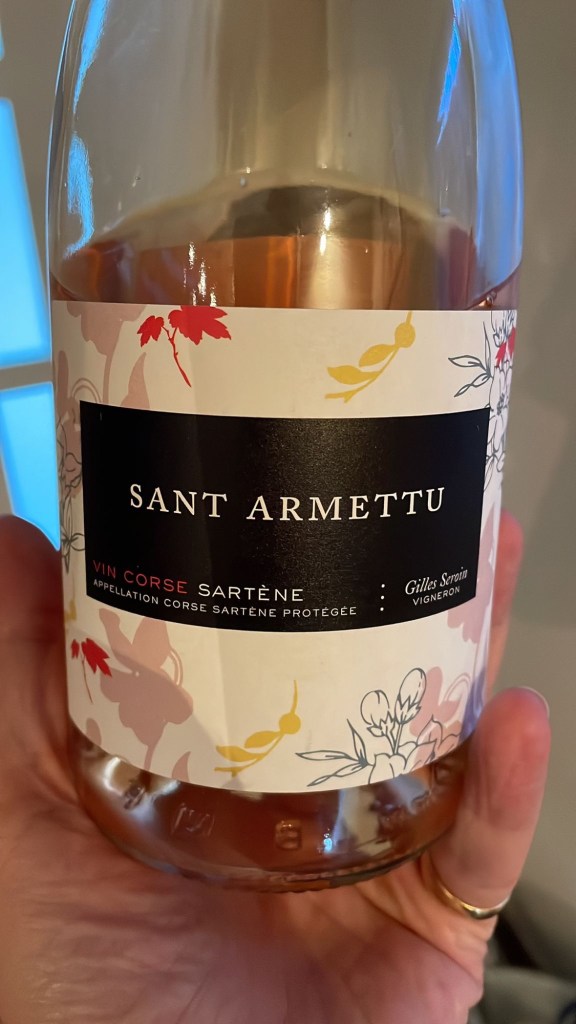 SANT ARMETTU
VIN CORSE SARTÈNE
APPELLATION CORSE SARTÈNE PROTÉGÉE
Gilles Seroin
VIGNERON